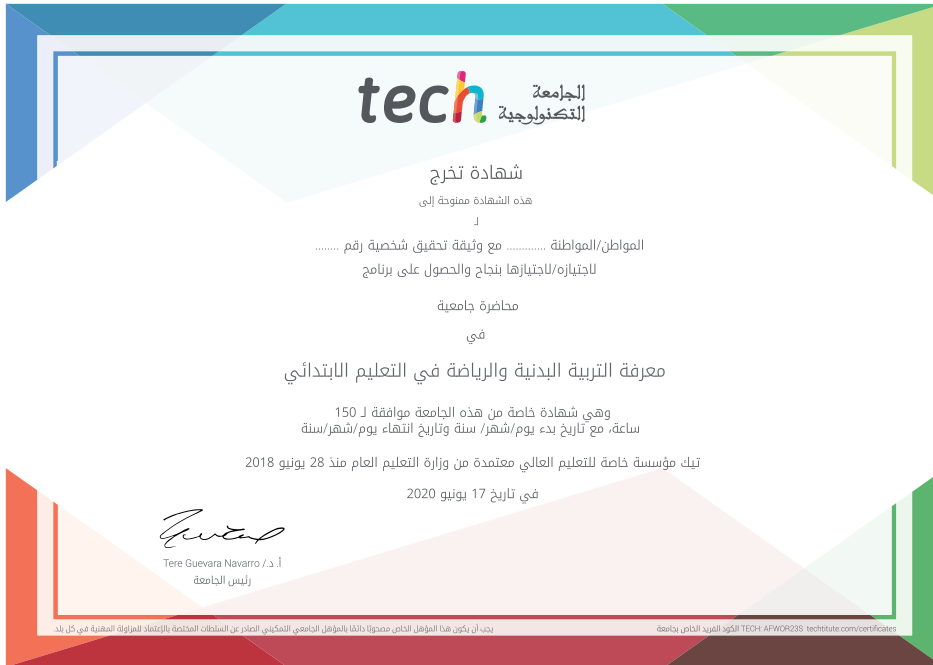 tech الجامعة
التكنولوجية
شهادة تخرج
هذه الشهادة ممنوحة إلى
لـ
المواطن/المواطنة ............ مع وثيقة تحقيق شخصية رقم ........
لاجتيازه/لاجتيازها بنجاح والحصول على برنامج
محاضرة جامعية
في
معرفة التربية البدنية والرياضة في التعليم الابتدائي
وهي شهادة خاصة من هذه الجامعة موافقة لـ 150
ساعة، مع تاريخ بدء يوم/شهر/ سنة وتاريخ انتهاء يوم/شهر/سنة
تيك مؤسسة خاصة للتعليم العالي معتمدة من وزارة التعليم العام منذ 28 يونيو 2018
في تاريخ 17 يونيو 2020
أ. د./ Tere Guevara Navarro
رئيس الجامعة
يجب أن يكون هذا المؤهل الخاص مصحوبًا دائمًا بالمؤهل الجامعي التمكيني الصادر عن السلطات المختصة بالإعتماد للمزاولة المهنية في كل بلد.
الكود الفريد الخاص بجامعة TECH: AFWOR23S techtitute.com/certificates